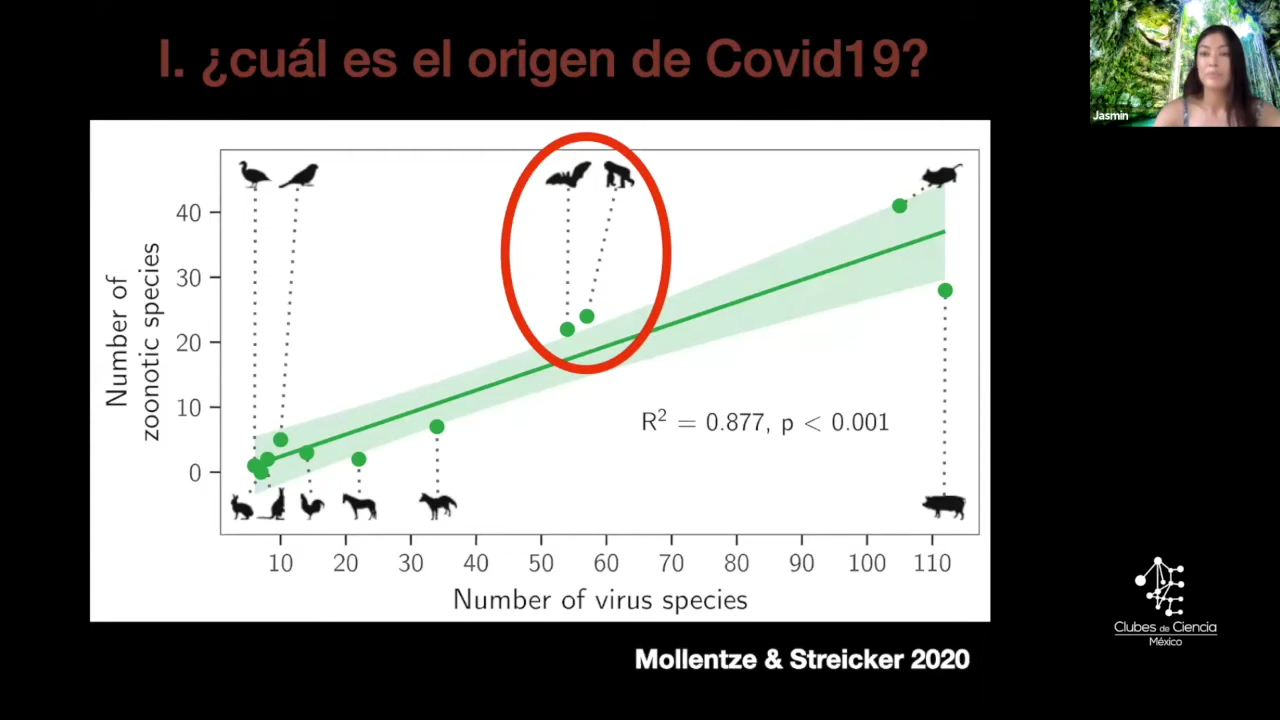 I. ¿cuál es el origen de Covid19?
Jasmin
Number of
zoonotic species
40
30
20
10
0
R² = 0.877, p < 0.001
10 20 30 40 50 60 70 80 90 100 110
Number of virus species
Clubes de Ciencia
México
Mollentze & Streicker 2020